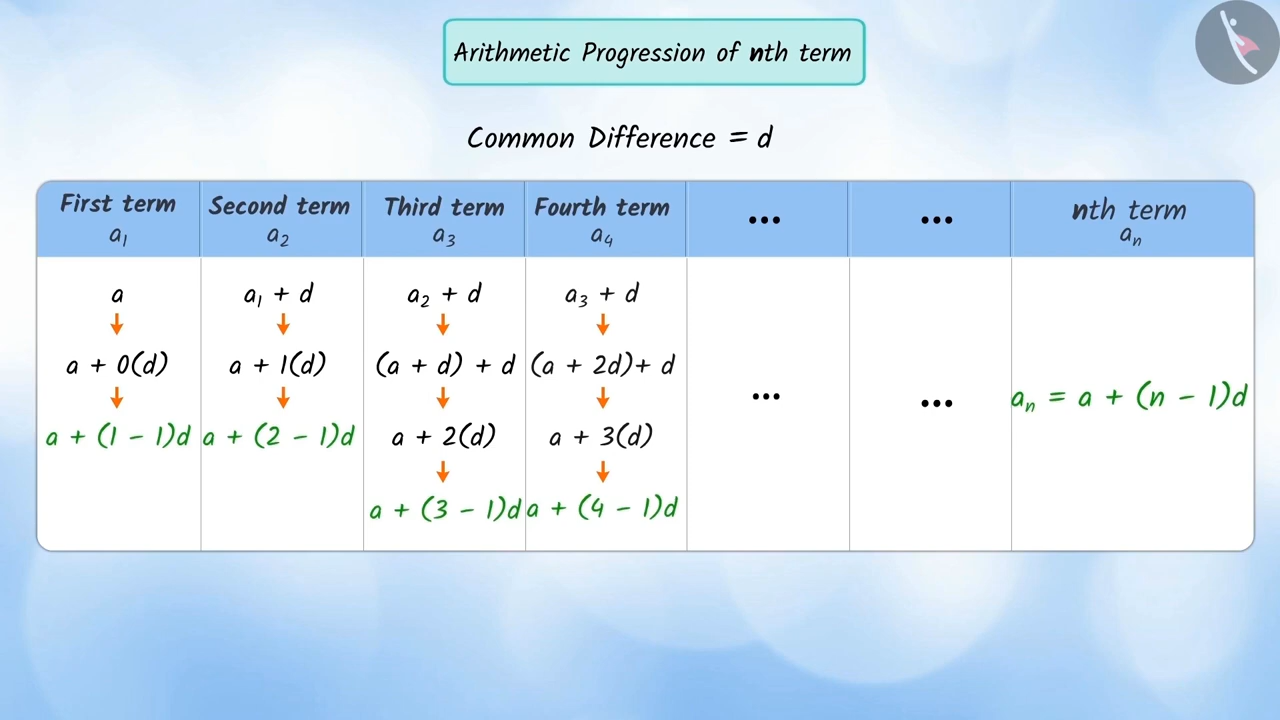 Arithmetic Progression of nth term
Common Difference = d
First term Second term Third term Fourth term ... ... nth term
a₁ a₂ a₃ a₄ aₙ
a a₁ + d a₂ + d a₃ + d
a + 0(d) a + 1(d) (a + d) + d (a + 2d)+ d
... ... aₙ = a + (n - 1)d
a + (1 - 1)d a + (2 - 1)d a + 2(d) a + 3(d)
a + (3 - 1)d a + (4 - 1)d